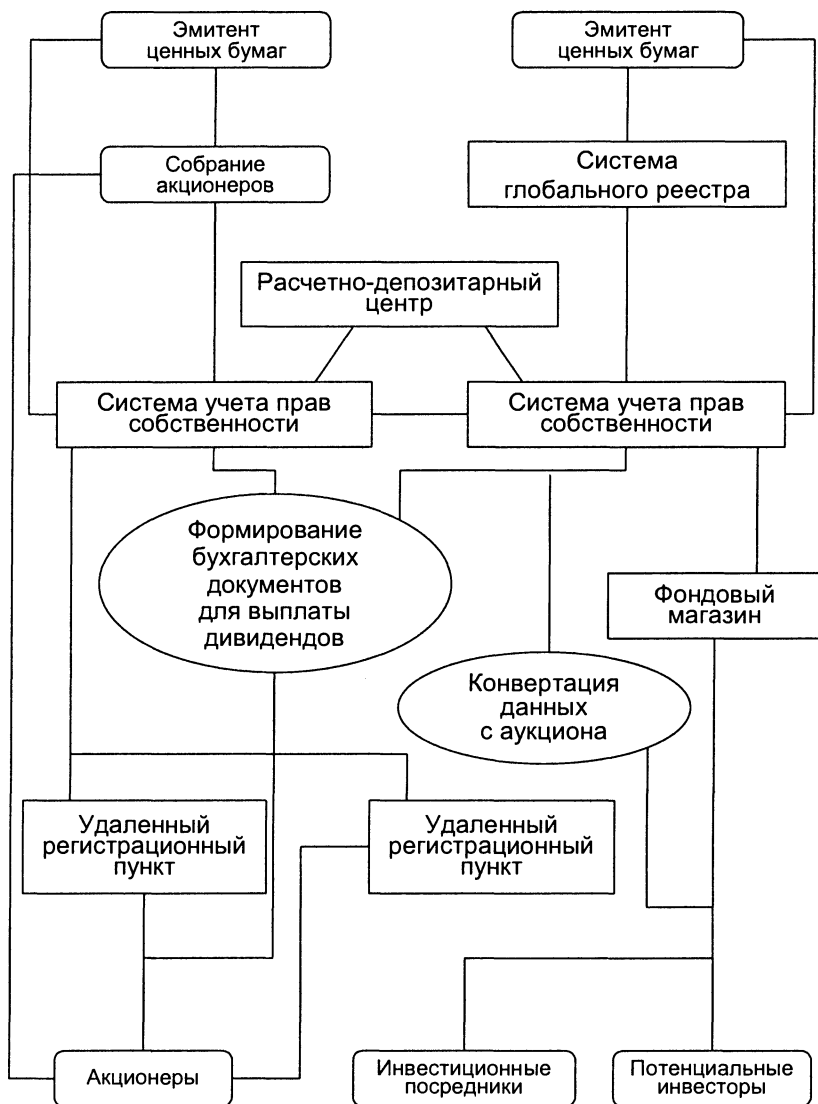 Эмитент
ценных бумаг
Эмитент
ценных бумаг
Собрание
акционеров
Система
глобального реестра
Расчетно-депозитарный
центр
Система учета прав
собственности
Система учета прав
собственности
Формирование
бухгалтерских
документов
для выплаты
дивидендов
Фондовый
магазин
Конвертация
данных
с аукциона
Удаленный
регистрационный
пункт
Удаленный
регистрационный
пункт
Акционеры
Инвестиционные
посредники
Потенциальные
инвесторы